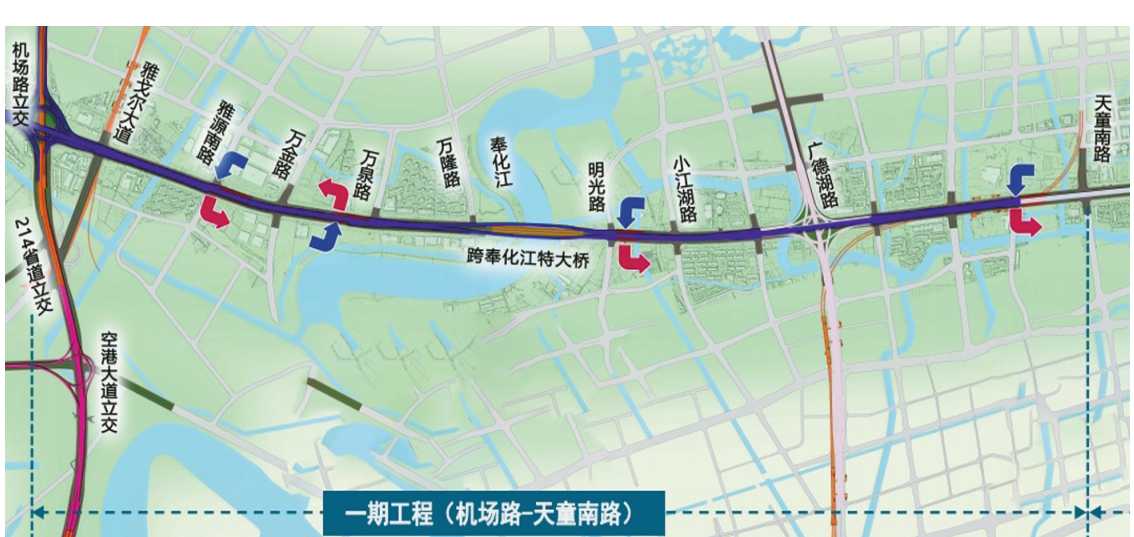 机场路立交
雅戈尔大道
雅源南路
万金路
万泉路
万隆路
奉化江
明光路
小江湖路
广德湖路
天童南路
214省道立交
跨奉化江特大桥
空港大道立交
一期工程（机场路-天童南路）